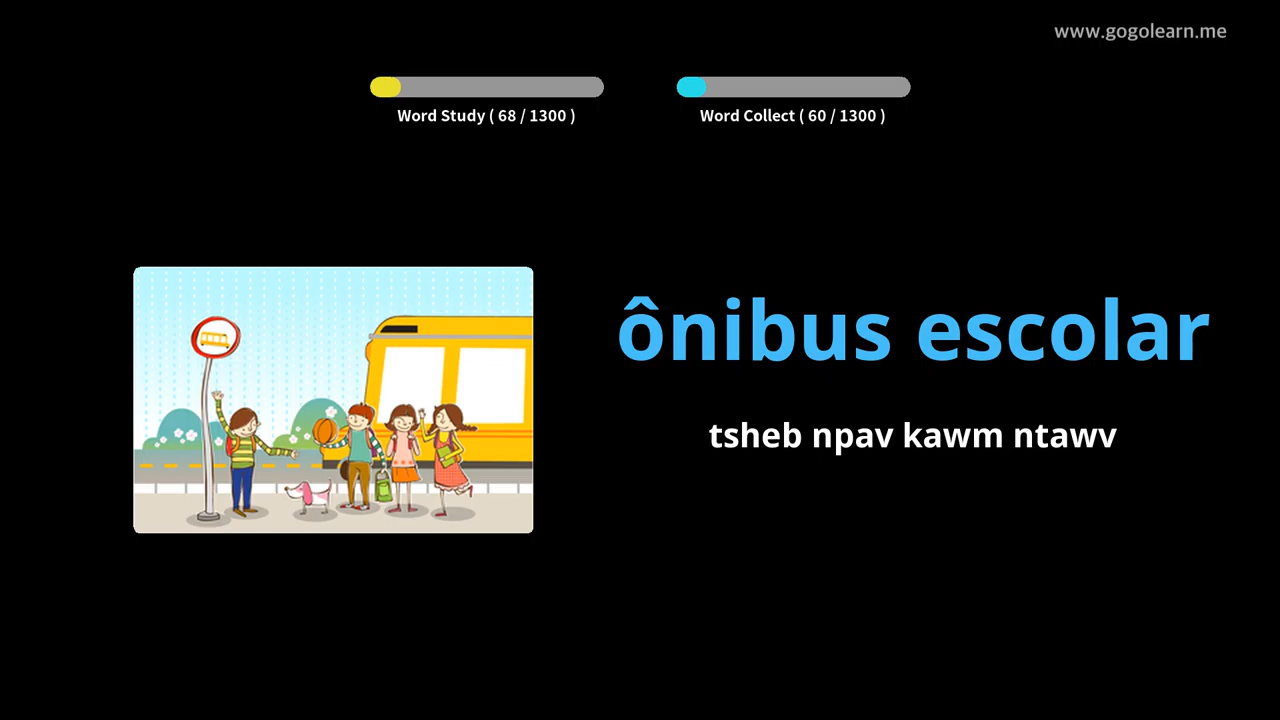 www.gogolearn.me
Word Study ( 68 / 1300 )
Word Collect ( 60 / 1300 )
ônibus escolar
tsheb npav kawm ntawv